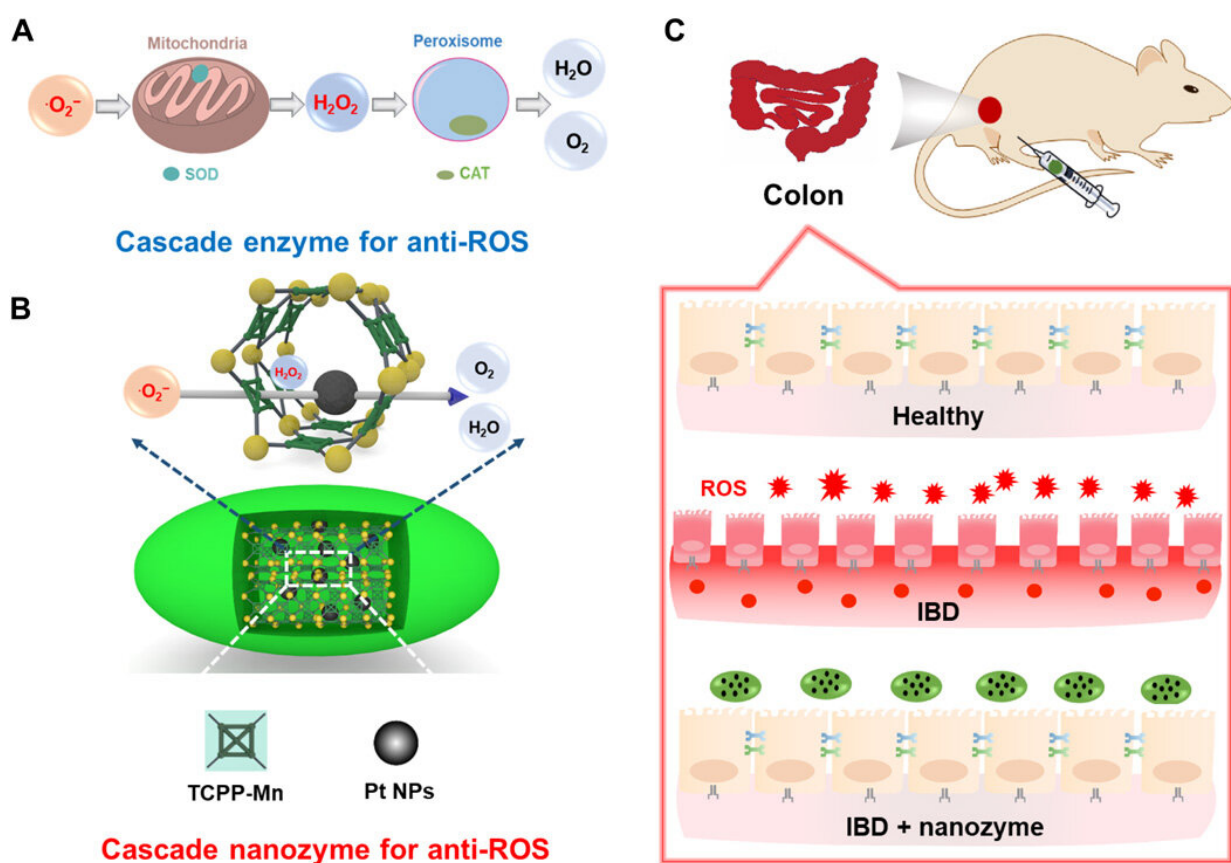 A
Mitochondria
Peroxisome
·O₂⁻
H₂O₂
H₂O
O₂
SOD
CAT
Cascade enzyme for anti-ROS
B
·O₂⁻
H₂O₂
O₂
H₂O
TCPP-Mn
Pt NPs
Cascade nanozyme for anti-ROS
C
Colon
Healthy
ROS
IBD
IBD + nanozyme